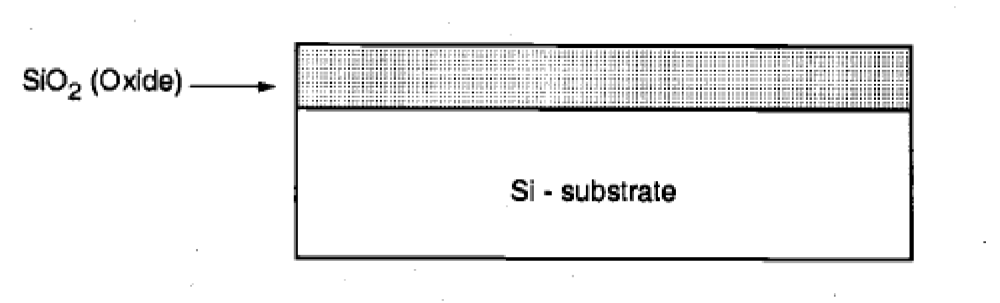 SiO₂ (Oxide)
Si - substrate